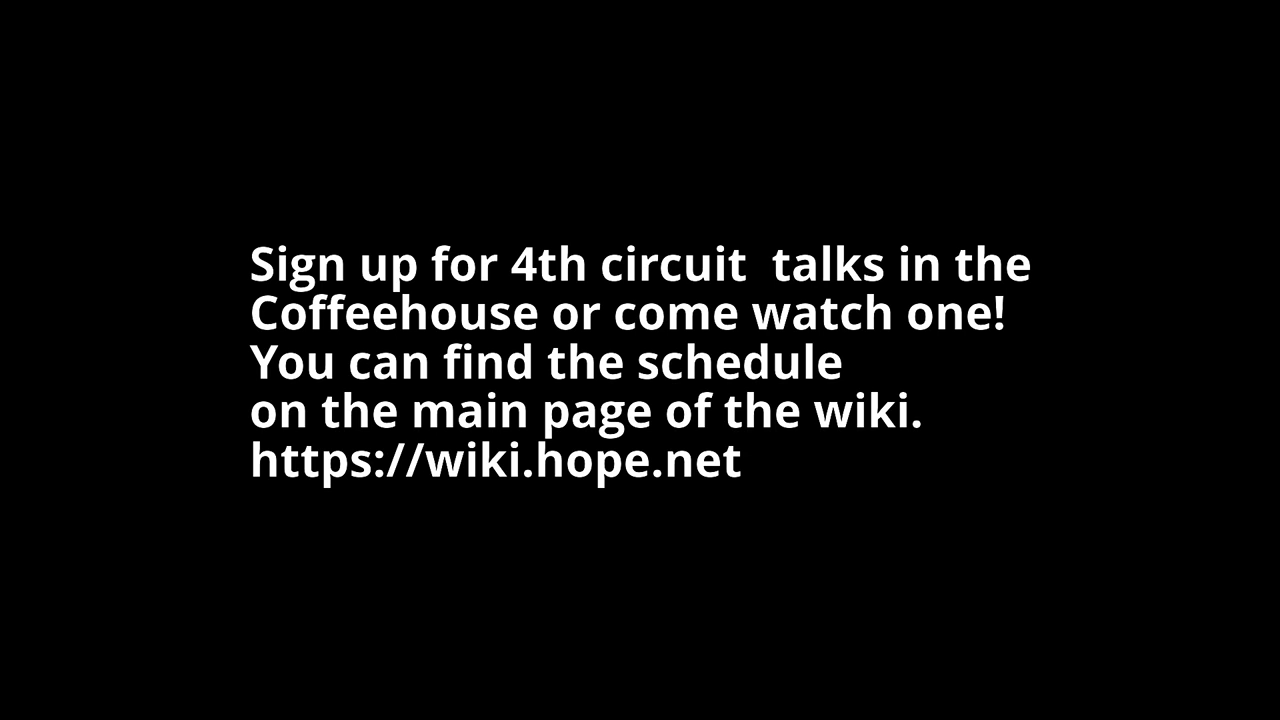 Sign up for 4th circuit  talks in the
Coffeehouse or come watch one!
You can find the schedule
on the main page of the wiki.
https://wiki.hope.net